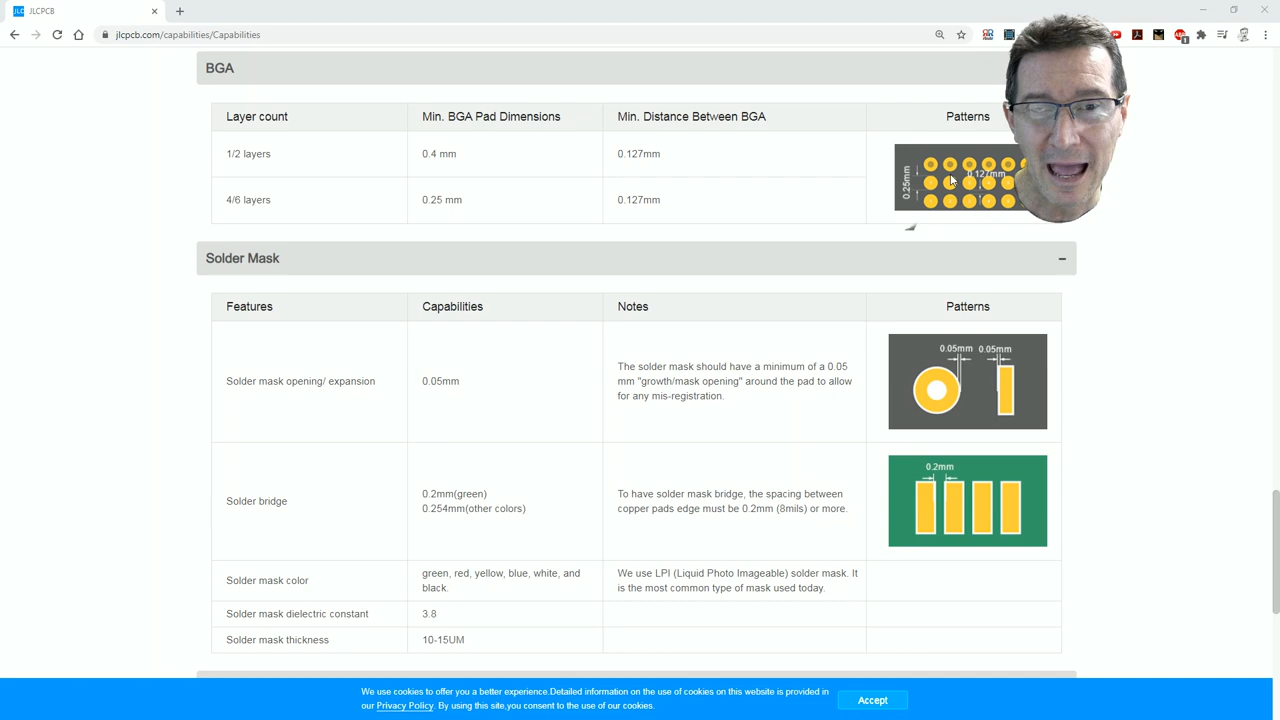 JLCPCB
jlcpcb.com/capabilities/Capabilities
BGA
Layer count
Min. BGA Pad Dimensions
Min. Distance Between BGA
Patterns
1/2 layers
0.4 mm
0.127mm
4/6 layers
0.25 mm
0.127mm
0.25mm
0.127mm
Solder Mask
Features
Capabilities
Notes
Patterns
Solder mask opening/ expansion
0.05mm
The solder mask should have a minimum of a 0.05
mm "growth/mask opening" around the pad to allow
for any mis-registration.
0.05mm 0.05mm
Solder bridge
0.2mm(green)
0.254mm(other colors)
To have solder mask bridge, the spacing between
copper pads edge must be 0.2mm (8mils) or more.
0.2mm
Solder mask color
green, red, yellow, blue, white, and
black.
We use LPI (Liquid Photo Imageable) solder mask. It
is the most common type of mask used today.
Solder mask dielectric constant
3.8
Solder mask thickness
10-15UM
We use cookies to offer you a better experience.Detailed information on the use of cookies on this website is provided in
our Privacy Policy. By using this site,you consent to the use of our cookies.
Accept